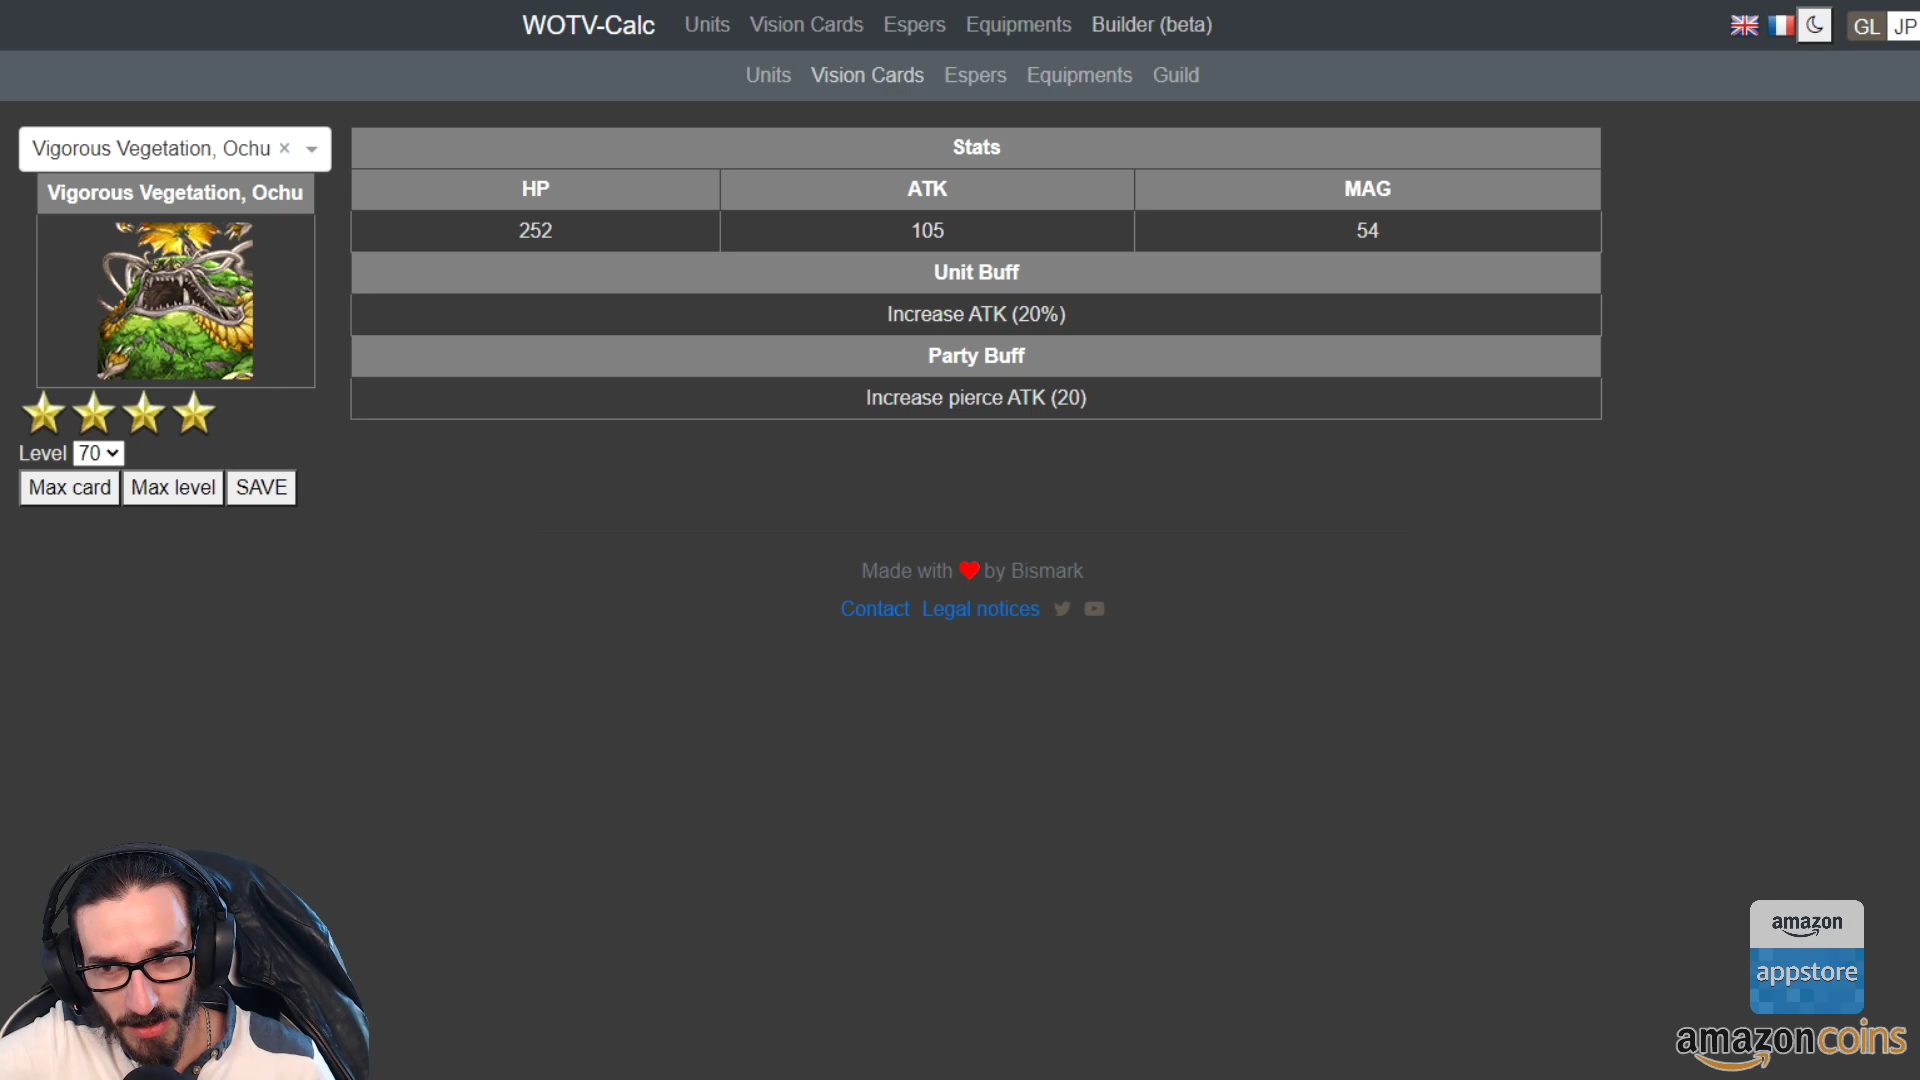 WOTV-Calc Units Vision Cards Espers Equipments Builder (beta) GL JP
Units Vision Cards Espers Equipments Guild
Vigorous Vegetation, Ochu ×
Vigorous Vegetation, Ochu
Level 70
Max card Max level SAVE
Stats
HP ATK MAG
252 105 54
Unit Buff
Increase ATK (20%)
Party Buff
Increase pierce ATK (20)
Made with ❤ by Bismark
Contact Legal notices
amazon
appstore
amazoncoins